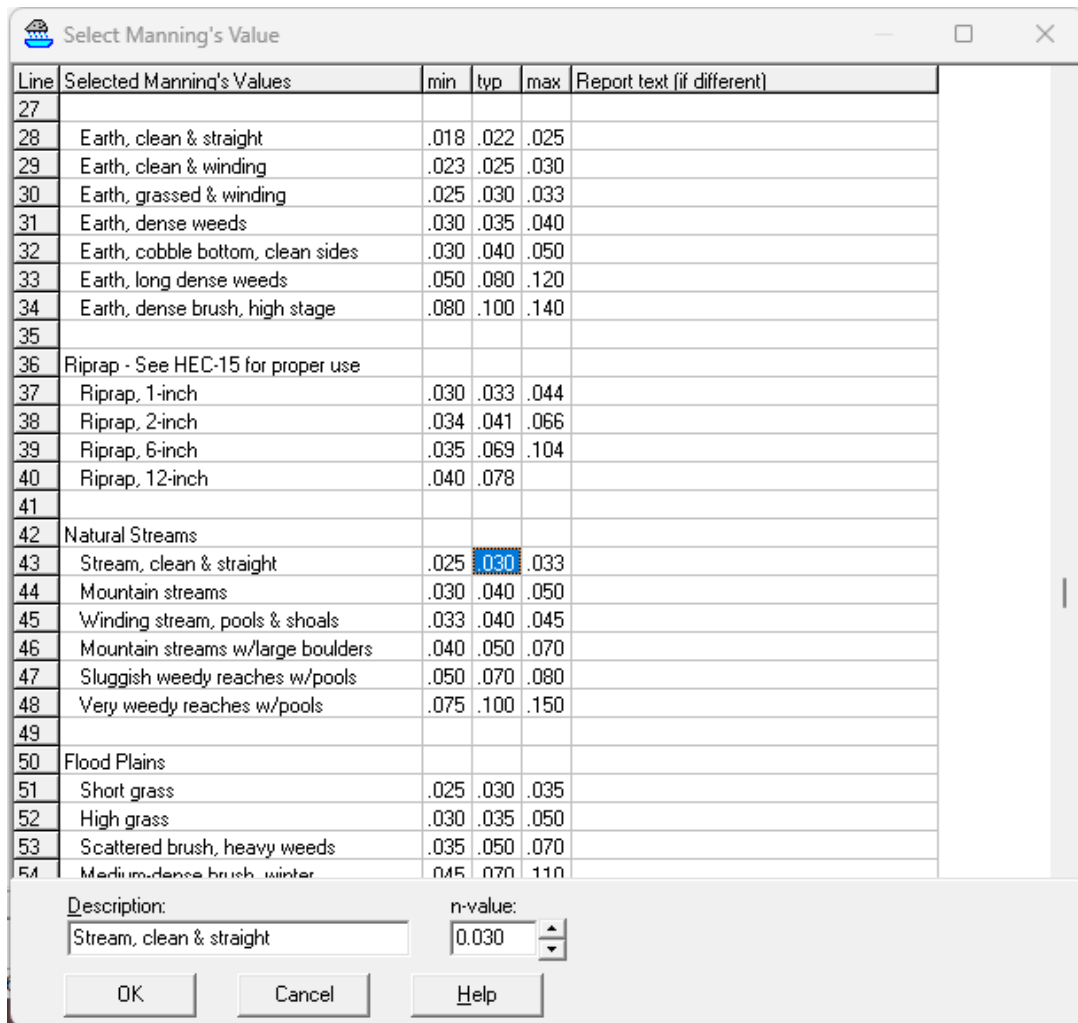 Select Manning's Value
Line Selected Manning's Values min typ max Report text (if different)
27
28 Earth, clean & straight .018 .022 .025
29 Earth, clean & winding .023 .025 .030
30 Earth, grassed & winding .025 .030 .033
31 Earth, dense weeds .030 .035 .040
32 Earth, cobble bottom, clean sides .030 .040 .050
33 Earth, long dense weeds .050 .080 .120
34 Earth, dense brush, high stage .080 .100 .140
35
36 Riprap - See HEC-15 for proper use
37 Riprap, 1-inch .030 .033 .044
38 Riprap, 2-inch .034 .041 .066
39 Riprap, 6-inch .035 .069 .104
40 Riprap, 12-inch .040 .078
41
42 Natural Streams
43 Stream, clean & straight .025 .030 .033
44 Mountain streams .030 .040 .050
45 Winding stream, pools & shoals .033 .040 .045
46 Mountain streams w/large boulders .040 .050 .070
47 Sluggish weedy reaches w/pools .050 .070 .080
48 Very weedy reaches w/pools .075 .100 .150
49
50 Flood Plains
51 Short grass .025 .030 .035
52 High grass .030 .035 .050
53 Scattered brush, heavy weeds .035 .050 .070
54 Medium-dense brush, winter .045 .070 .110
Description: n-value:
Stream, clean & straight 0.030
OK Cancel Help